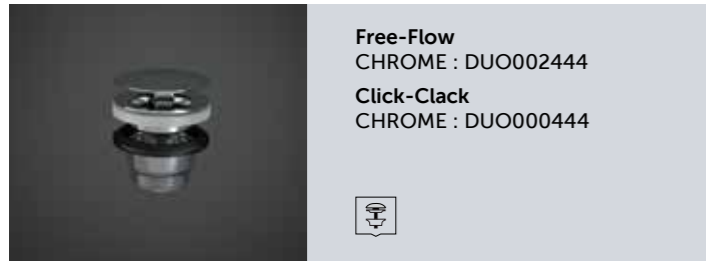 Free-Flow
CHROME : DUO002444
Click-Clack
CHROME : DUO000444